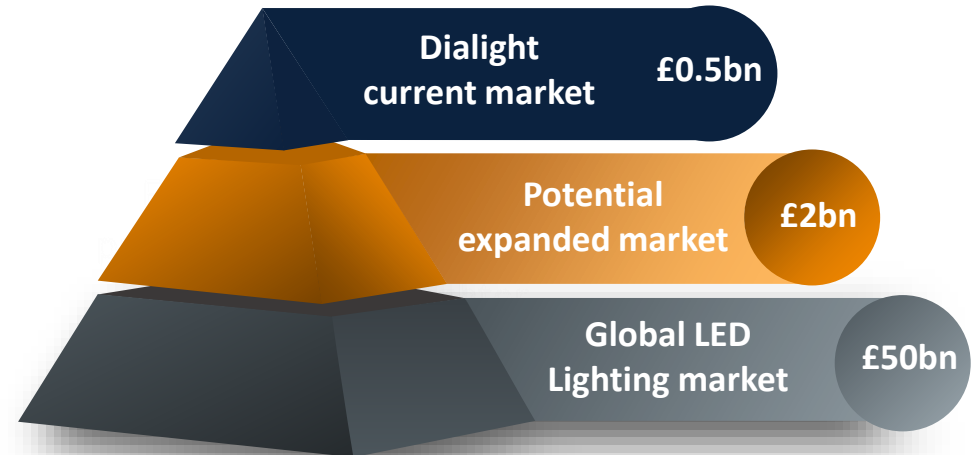 Dialight
current market
£0.5bn
Potential
expanded market
£2bn
Global LED
Lighting market
£50bn